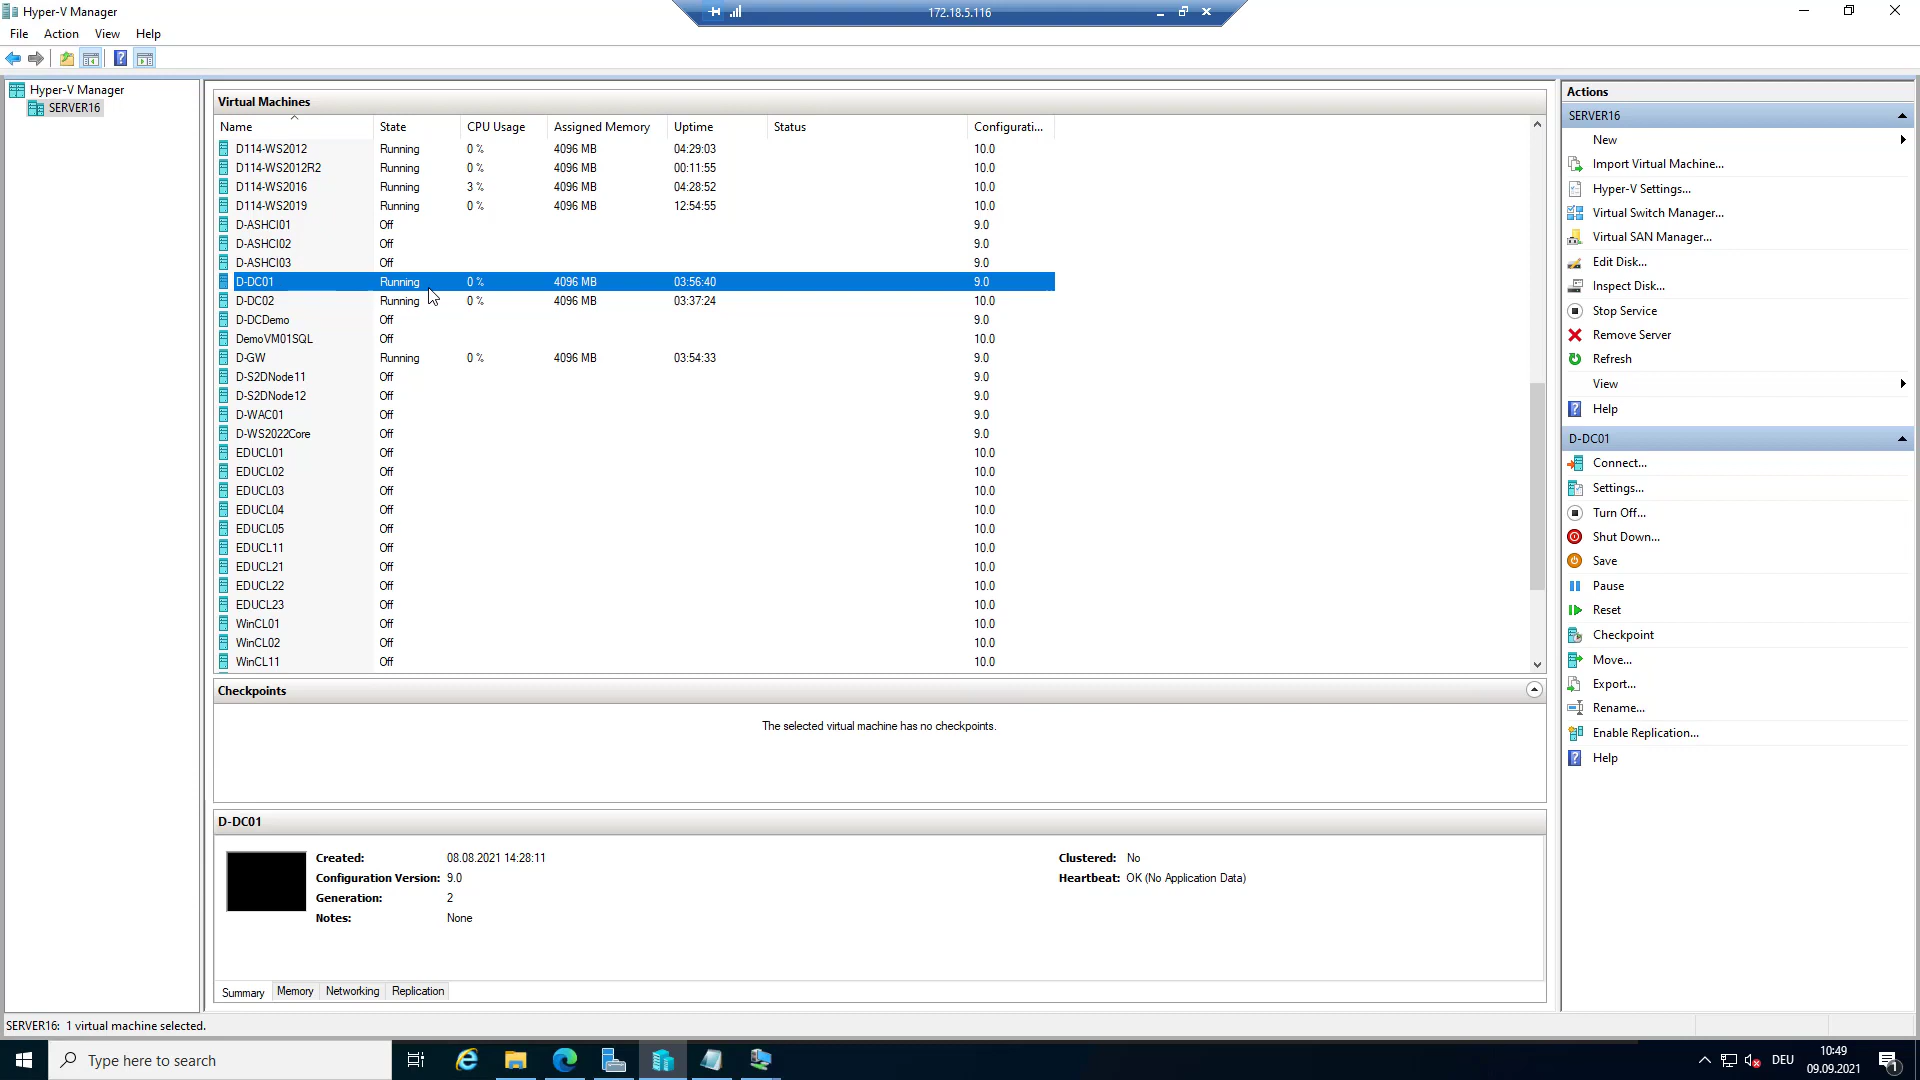 Hyper-V Manager
172.18.5.116
File Action View Help
Hyper-V Manager
SERVER16
Virtual Machines
Name State CPU Usage Assigned Memory Uptime Status Configurati...
D114-WS2012 Running 0 % 4096 MB 04:29:03 10.0
D114-WS2012R2 Running 0 % 4096 MB 00:11:55 10.0
D114-WS2016 Running 3 % 4096 MB 04:28:52 10.0
D114-WS2019 Running 0 % 4096 MB 12:54:55 10.0
D-ASHCI01 Off 9.0
D-ASHCI02 Off 9.0
D-ASHCI03 Off 9.0
D-DC01 Running 0 % 4096 MB 03:56:40 9.0
D-DC02 Running 0 % 4096 MB 03:37:24 10.0
D-DCDemo Off 9.0
DemoVM01SQL Off 10.0
D-GW Running 0 % 4096 MB 03:54:33 9.0
D-S2DNode11 Off 9.0
D-S2DNode12 Off 9.0
D-WAC01 Off 9.0
D-WS2022Core Off 9.0
EDUCL01 Off 10.0
EDUCL02 Off 10.0
EDUCL03 Off 10.0
EDUCL04 Off 10.0
EDUCL05 Off 10.0
EDUCL11 Off 10.0
EDUCL21 Off 10.0
EDUCL22 Off 10.0
EDUCL23 Off 10.0
WinCL01 Off 10.0
WinCL02 Off 10.0
WinCL11 Off 10.0
Checkpoints
The selected virtual machine has no checkpoints.
D-DC01
Created: 08.08.2021 14:28:11 Clustered: No
Configuration Version: 9.0 Heartbeat: OK (No Application Data)
Generation: 2
Notes: None
Summary Memory Networking Replication
Actions
SERVER16
New
Import Virtual Machine...
Hyper-V Settings...
Virtual Switch Manager...
Virtual SAN Manager...
Edit Disk...
Inspect Disk...
Stop Service
Remove Server
Refresh
View
Help
D-DC01
Connect...
Settings...
Turn Off...
Shut Down...
Save
Pause
Reset
Checkpoint
Move...
Export...
Rename...
Enable Replication...
Help
SERVER16: 1 virtual machine selected.
Type here to search
DEU
10:49
09.09.2021
1